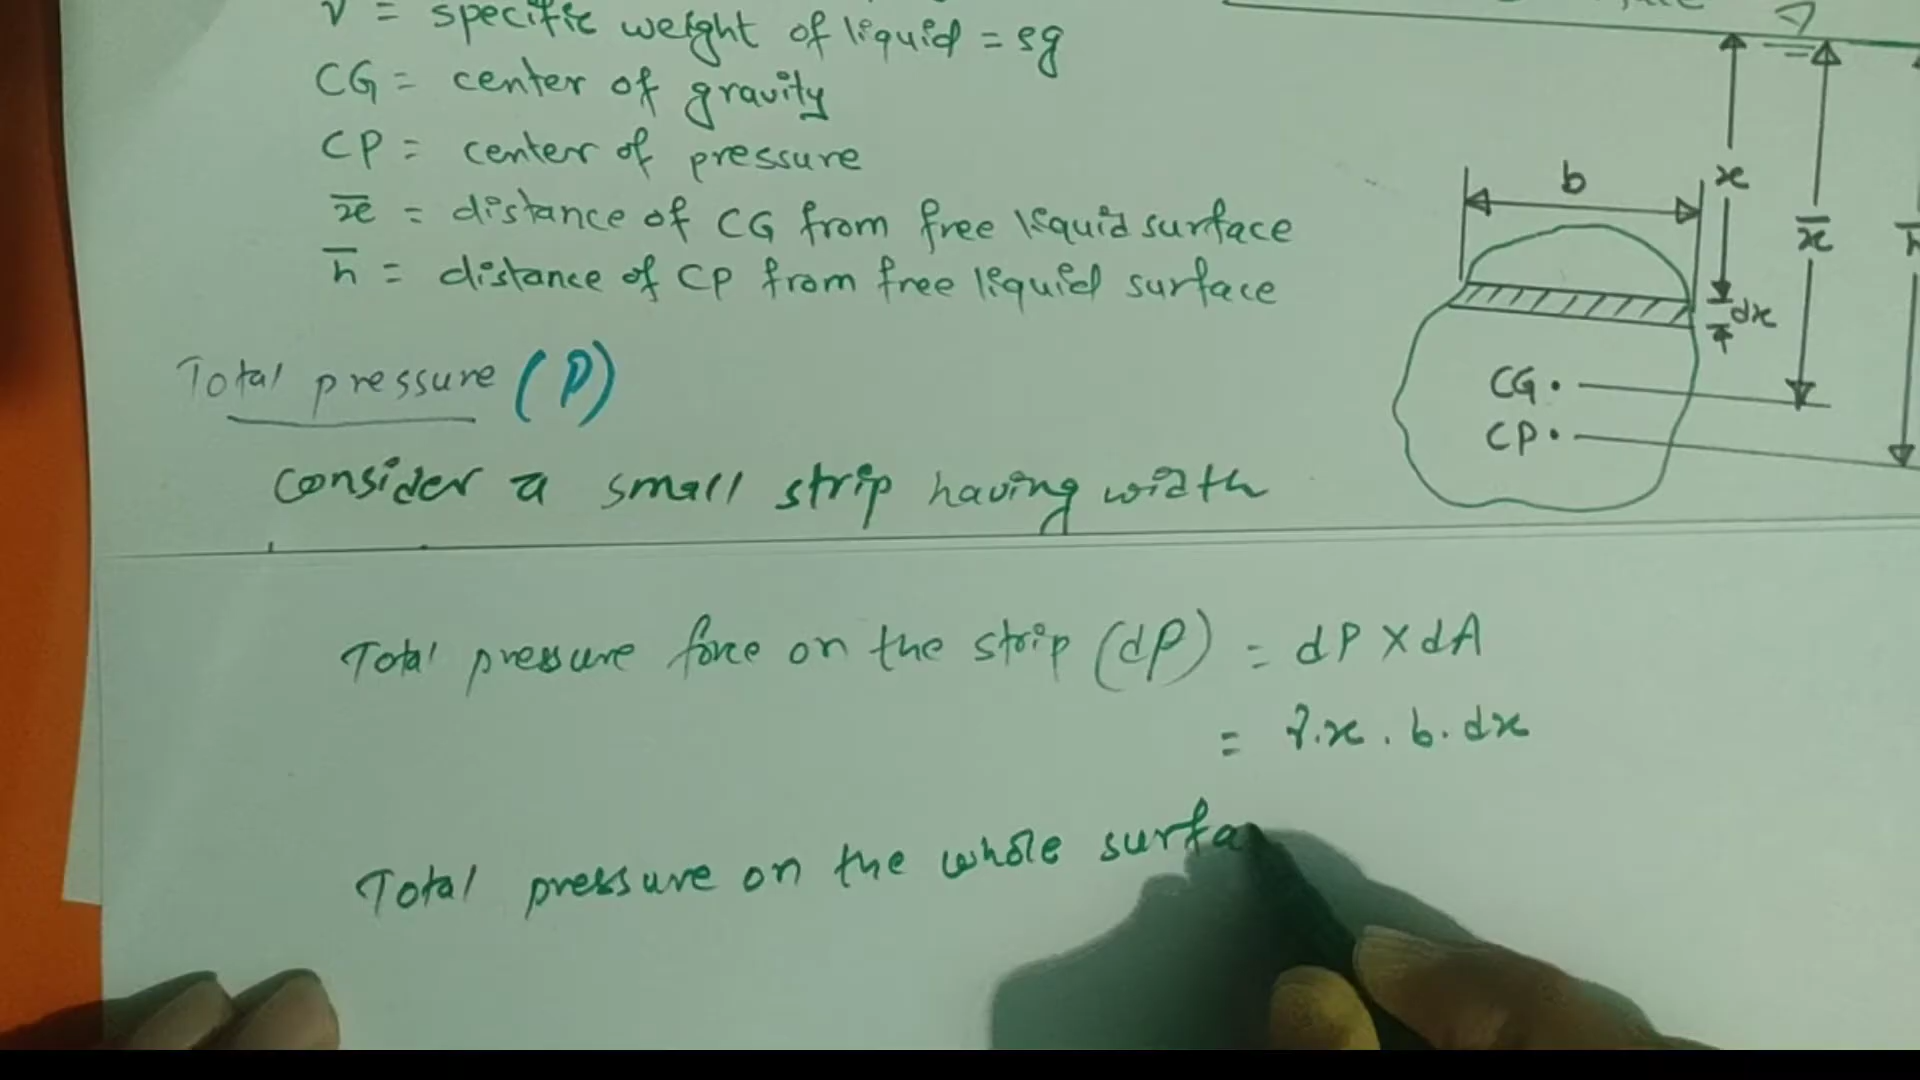 γ = specific weight of liquid = ρg
CG = center of gravity
CP = center of pressure
x̅ = distance of CG from free liquid surface
h̅ = distance of CP from free liquid surface
Total pressure (P)
consider a small strip having width
b
x
x̅
h̅
dx
CG
CP
Total pressure force on the strip (dP) = dP × dA
= γ.x . b. dx
Total pressure on the whole surfa